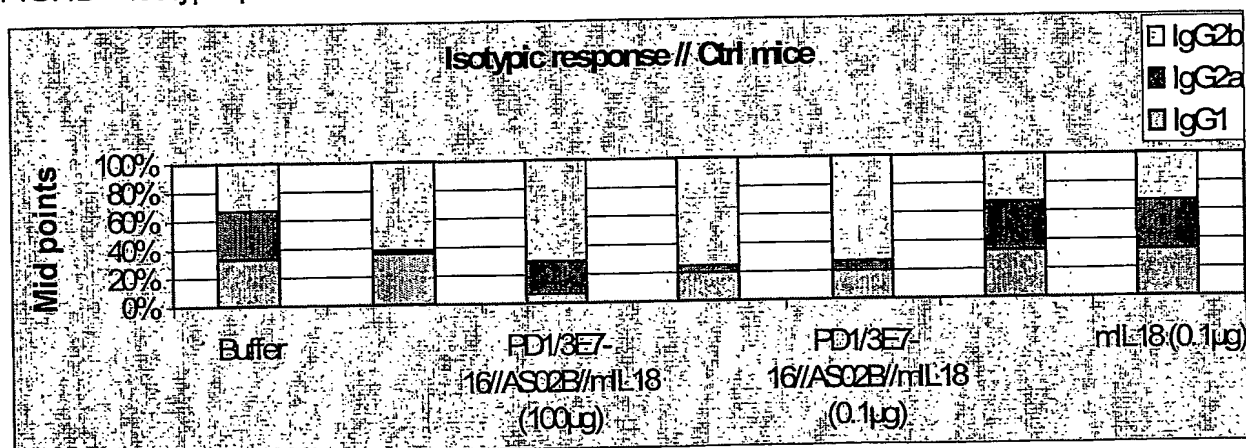 Isotypic response // Ctrl mice
IgG2b
IgG2a
IgG1
Mid points
100%
80%
60%
40%
20%
0%
Buffer
PD1/3E7-
16//AS02B//mIL18
(100µg)
PD1/3E7-
16//AS02B//mIL18
(0.1µg)
mIL18 (0.1µg)